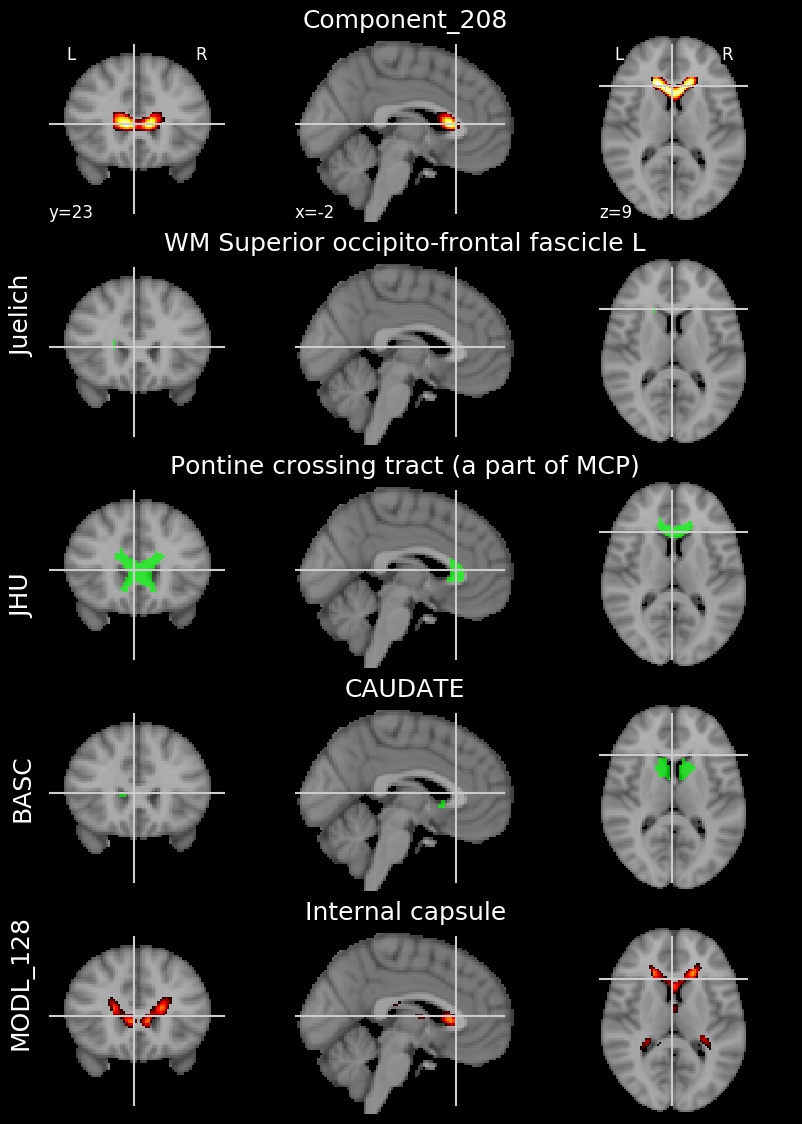 Component_208
L R L R
y=23 x=-2 z=9
WM Superior occipito-frontal fascicle L
Juelich
Pontine crossing tract (a part of MCP)
JHU
CAUDATE
BASC
Internal capsule
MODL_128